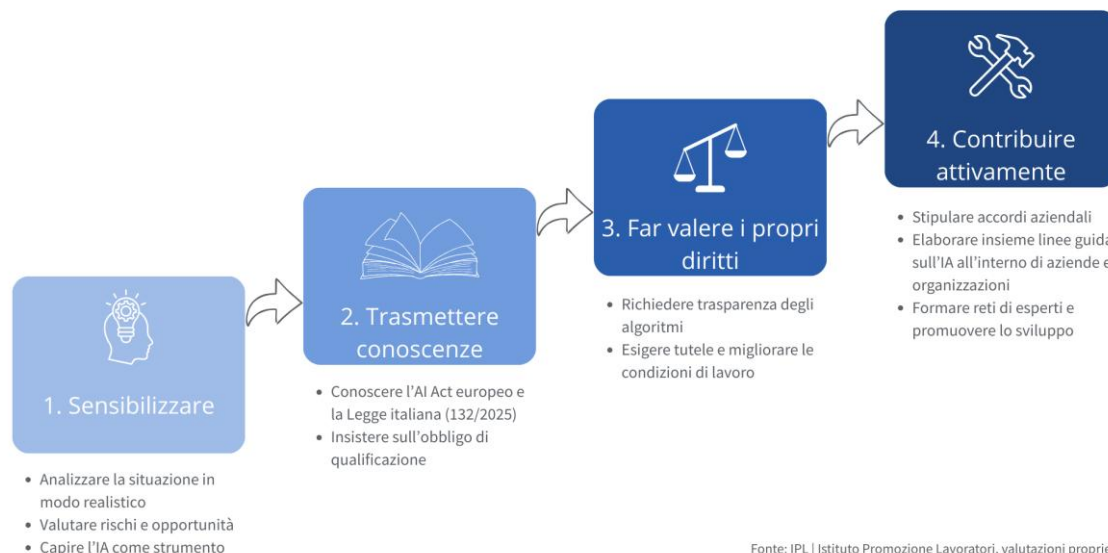 1. Sensibilizzare
• Analizzare la situazione in
modo realistico
• Valutare rischi e opportunità
• Capire l'IA come strumento
2. Trasmettere
conoscenze
• Conoscere l'AI Act europeo e
la Legge italiana (132/2025)
• Insistere sull'obbligo di
qualificazione
3. Far valere i propri
diritti
• Richiedere trasparenza degli
algoritmi
• Esigere tutele e migliorare le
condizioni di lavoro
4. Contribuire
attivamente
• Stipulare accordi aziendali
• Elaborare insieme linee guida
sull'IA all'interno di aziende e
organizzazioni
• Formare reti di esperti e
promuovere lo sviluppo
Fonte: IPL | Istituto Promozione Lavoratori, valutazioni proprie